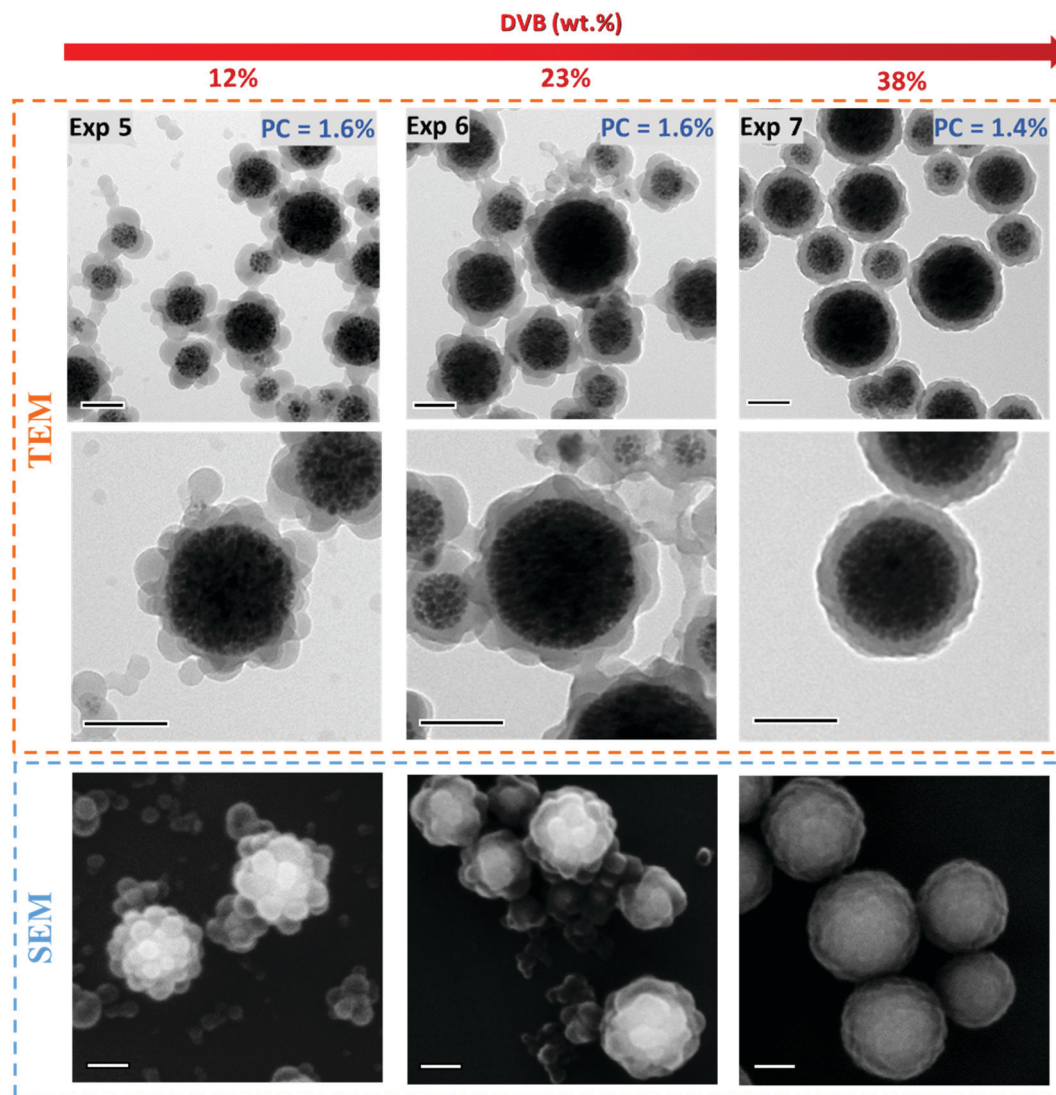 DVB (wt.%)
12% 23% 38%
Exp 5 PC = 1.6% Exp 6 PC = 1.6% Exp 7 PC = 1.4%
TEM
SEM